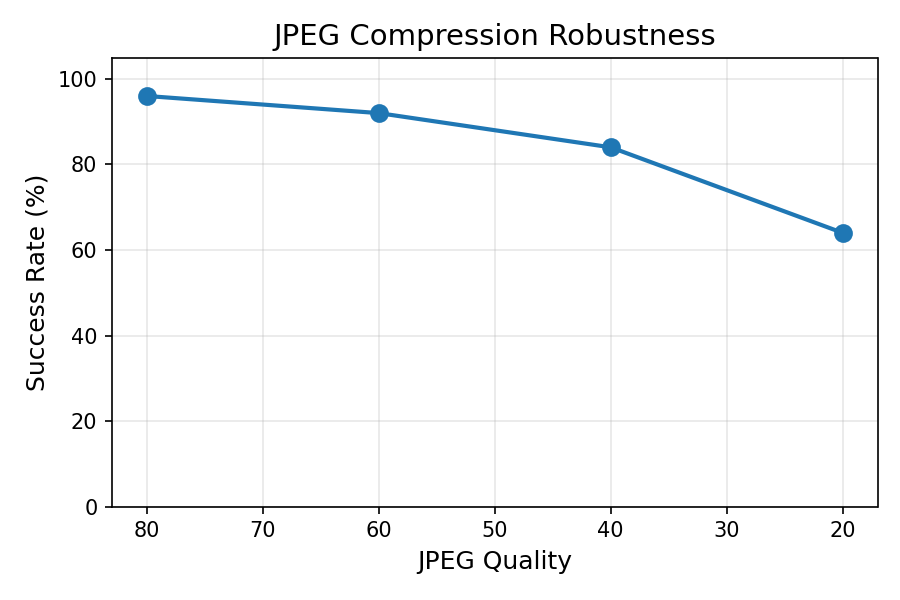 JPEG Compression Robustness
Success Rate (%)
100
80
60
40
20
0
80 70 60 50 40 30 20
JPEG Quality